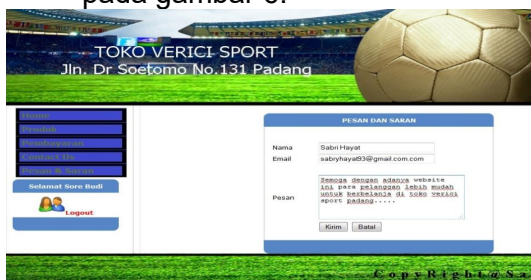 pada gambar 6.
TOKO VERICI SPORT
Jln. Dr Soetomo No.131 Padang
Home
Produk
Pembayaran
Contact Us
Pesan & Saran
Selamat Sore Budi
Logout
PESAN DAN SARAN
Nama
Sabri Hayat
Email
sabryhayat93@gmail.com.com
Pesan
Semoga dengan adanya website
ini para pelanggan lebih mudah
untuk berbelanja di toko verici
sport padang.....
Kirim
Batal
CopyRight@Sa